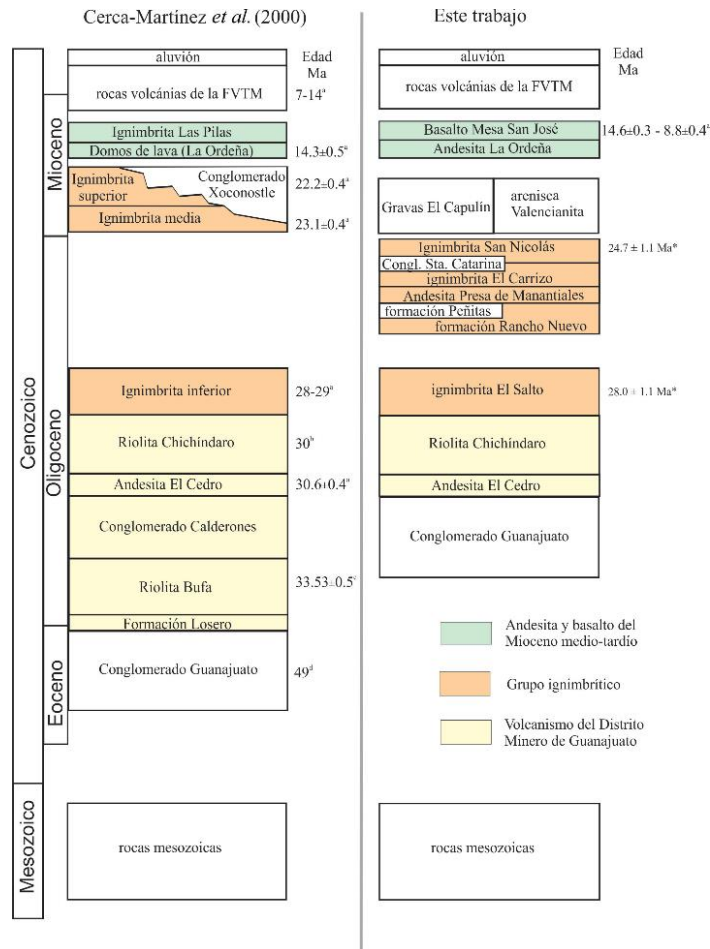 Cerca-Martínez et al. (2000)
Este trabajo
aluvión
Edad
Ma
rocas volcánias de la FVTM
7-14ª
Ignimbrita Las Pilas
Domos de lava (La Ordeña)
14.3±0.5ª
Ignimbrita
superior
Conglomerado
Xoconostle
22.2±0.4ª
Ignimbrita media
23.1±0.4ª
Ignimbrita inferior
28-29ª
Riolita Chichíndaro
30ᵇ
Andesita El Cedro
30.6±0.4ª
Conglomerado Calderones
Riolita Bufa
33.53±0.5ᶜ
Formación Losero
Conglomerado Guanajuato
49ᵈ
rocas mesozoicas
Cenozoico
Mesozoico
Mioceno
Oligoceno
Eoceno
aluvión
Edad
Ma
rocas volcánias de la FVTM
Basalto Mesa San José
14.6±0.3 - 8.8±0.4ª
Andesita La Ordeña
Gravas El Capulín
arenisca
Valencianita
Ignimbrita San Nicolás
24.7 ± 1.1 Ma*
Congl. Sta. Catarina
ignimbrita El Carrizo
Andesita Presa de Manantiales
formación Peñitas
formación Rancho Nuevo
ignimbrita El Salto
28.0 ± 1.1 Ma*
Riolita Chichíndaro
Andesita El Cedro
Conglomerado Guanajuato
Andesita y basalto del
Mioceno medio-tardío
Grupo ignimbrítico
Volcanismo del Distrito
Minero de Guanajuato
rocas mesozoicas